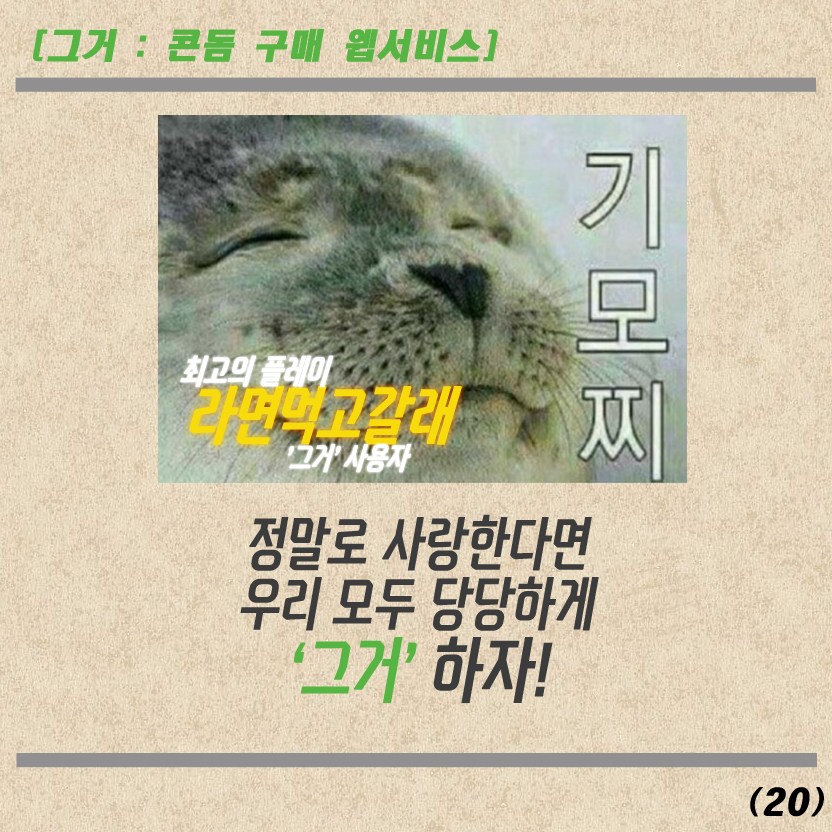 [그거 : 콘돔 구매 웹서비스]
기
모
찌
최고의 플레이
라면먹고갈래
'그거' 사용자
정말로 사랑한다면
우리 모두 당당하게
‘그거’ 하자!
(20)